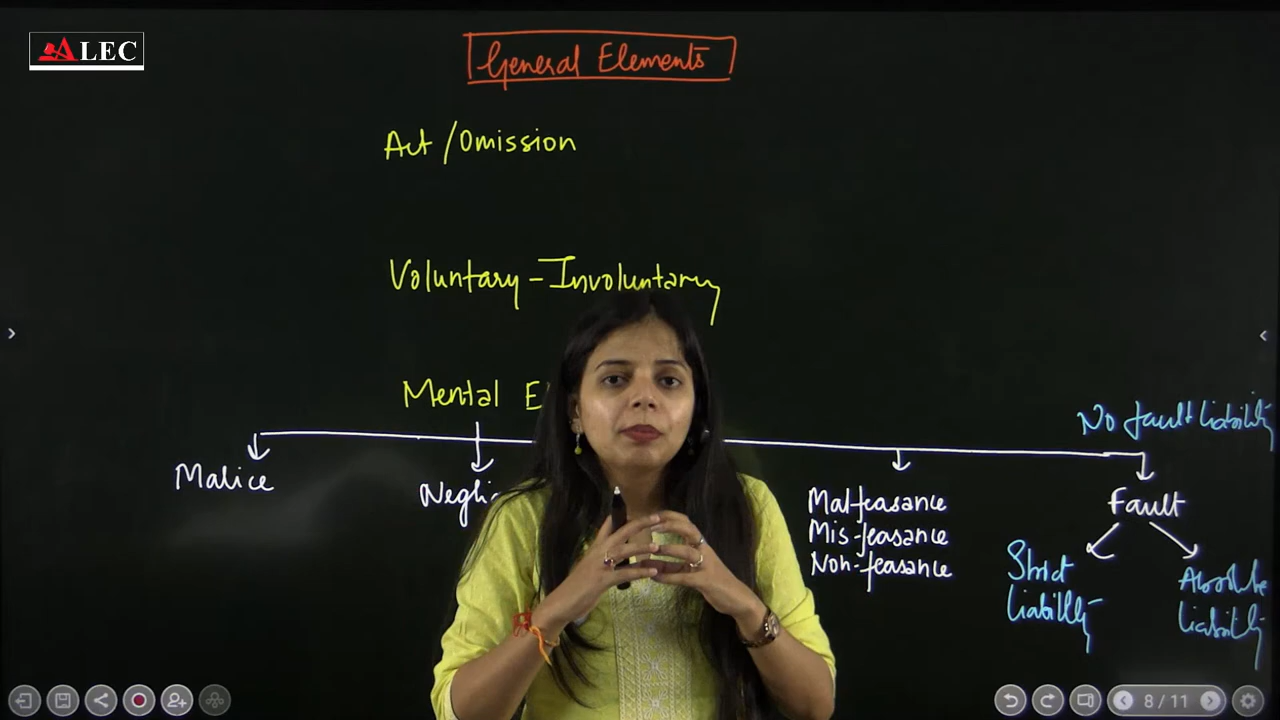 ALEC
General Elements
Act / Omission
Voluntary - Involuntary
Mental E
No fault liability
Malice
Negli
Malfeasance
Mis-feasance
Non-feasance
Fault
Strict
liability
Absolute
liability
8 / 11